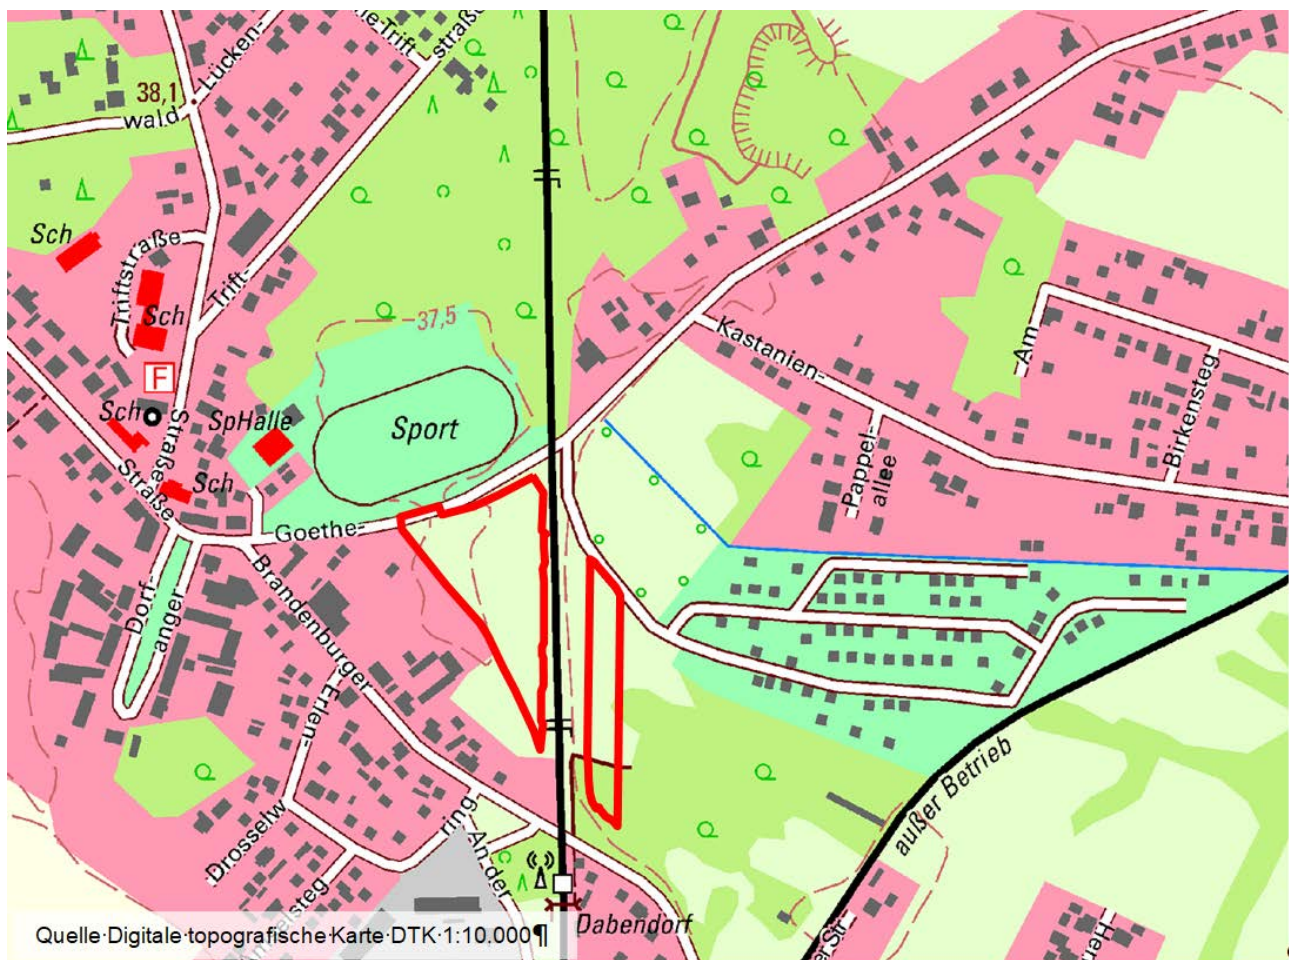 he-Trift
straße
Lücken-
38,1
wald
Sch
Triftstraße
Trift-
Sch
37,5
F
Kastanien-
Am
Birkensteg
Sch
Straße
SpHalle
Sport
Pappel-
allee
Straße
Sch
Goethe-
Dorf-
anger
Brandenburger
Erlen-
außer Betrieb
Drosselw
ring
An der
Dabendorf
Quelle·Digitale·topografische·Karte·DTK·1:10.000¶